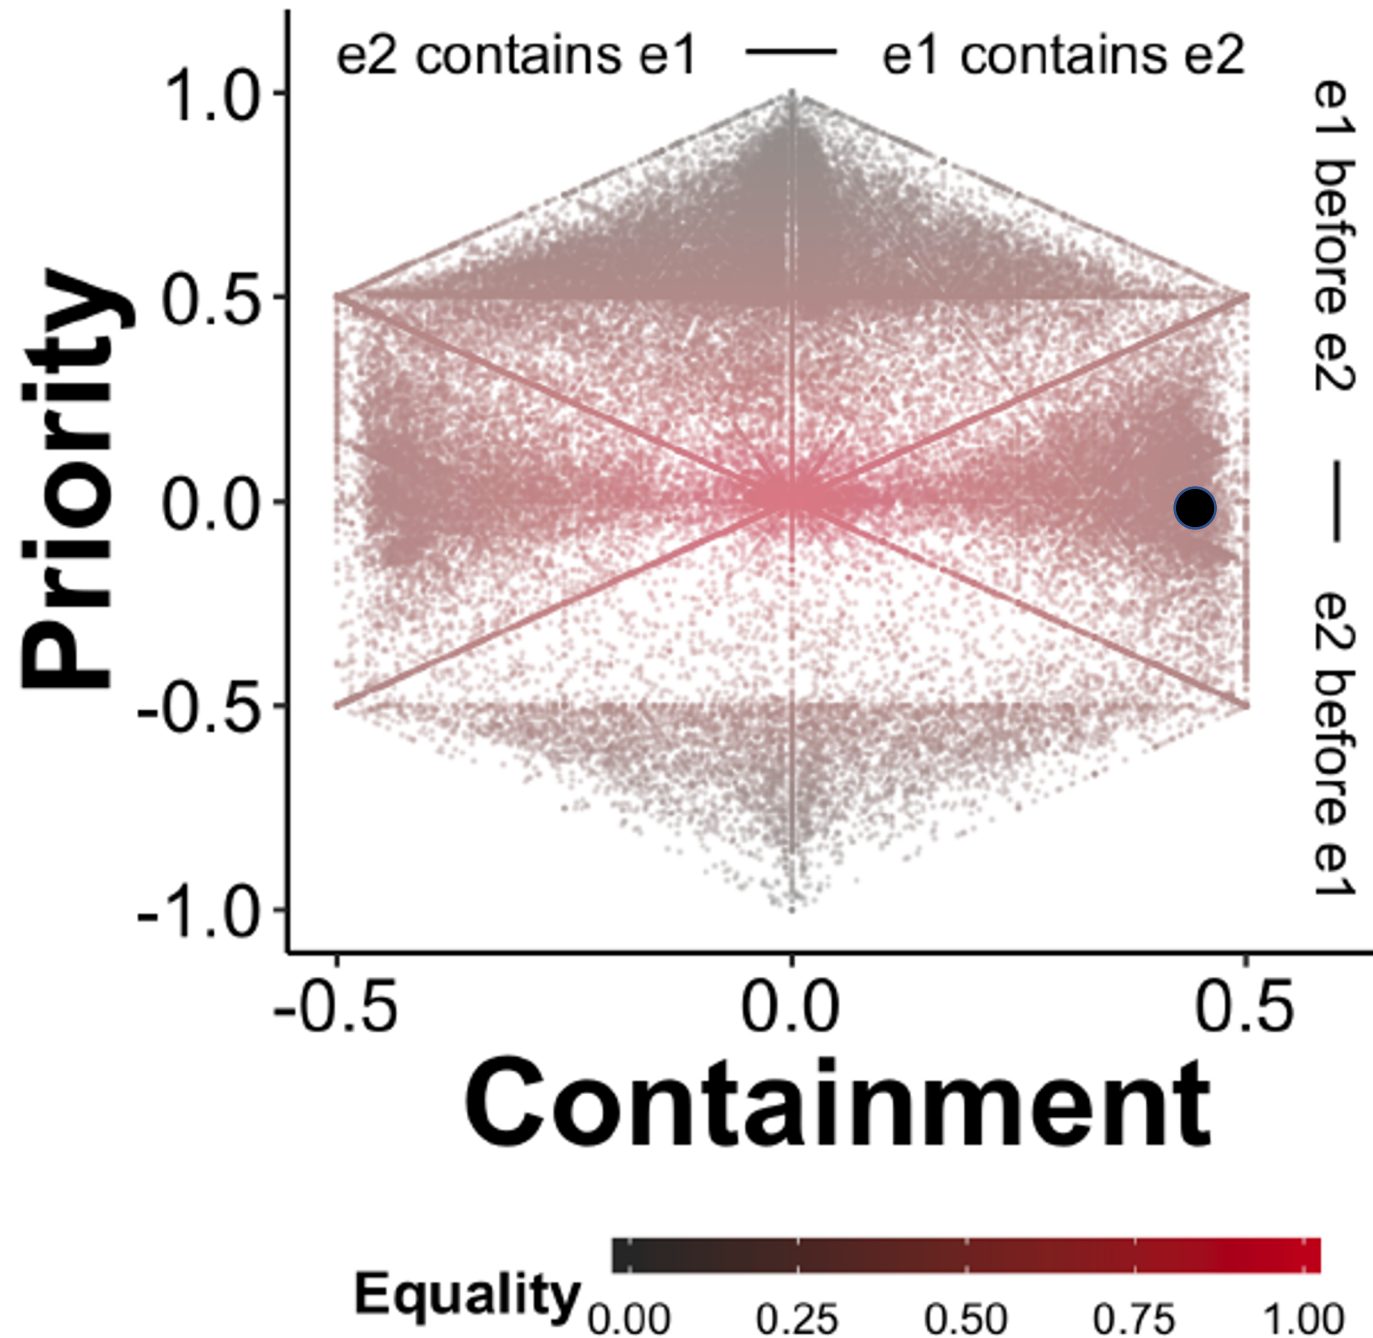 e2 contains e1 — e1 contains e2
1.0
0.5
0.0
-0.5
-1.0
Priority
e1 before e2 — e2 before e1
-0.5 0.0 0.5
Containment
Equality
0.00 0.25 0.50 0.75 1.00